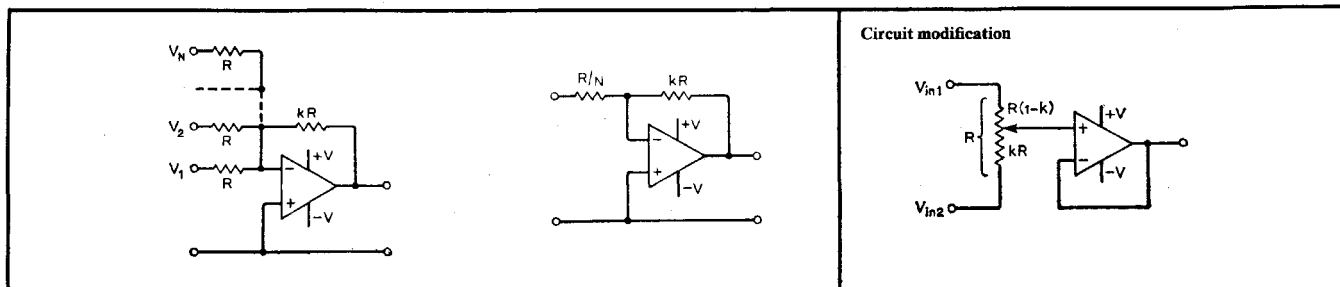 V_N
R
kR
V_2
R
V_1
R
−
+
+V
−V
R/N
kR
−
+
+V
−V
Circuit modification
V_in1
R(1-k)
R
kR
V_in2
+
−
+V
−V